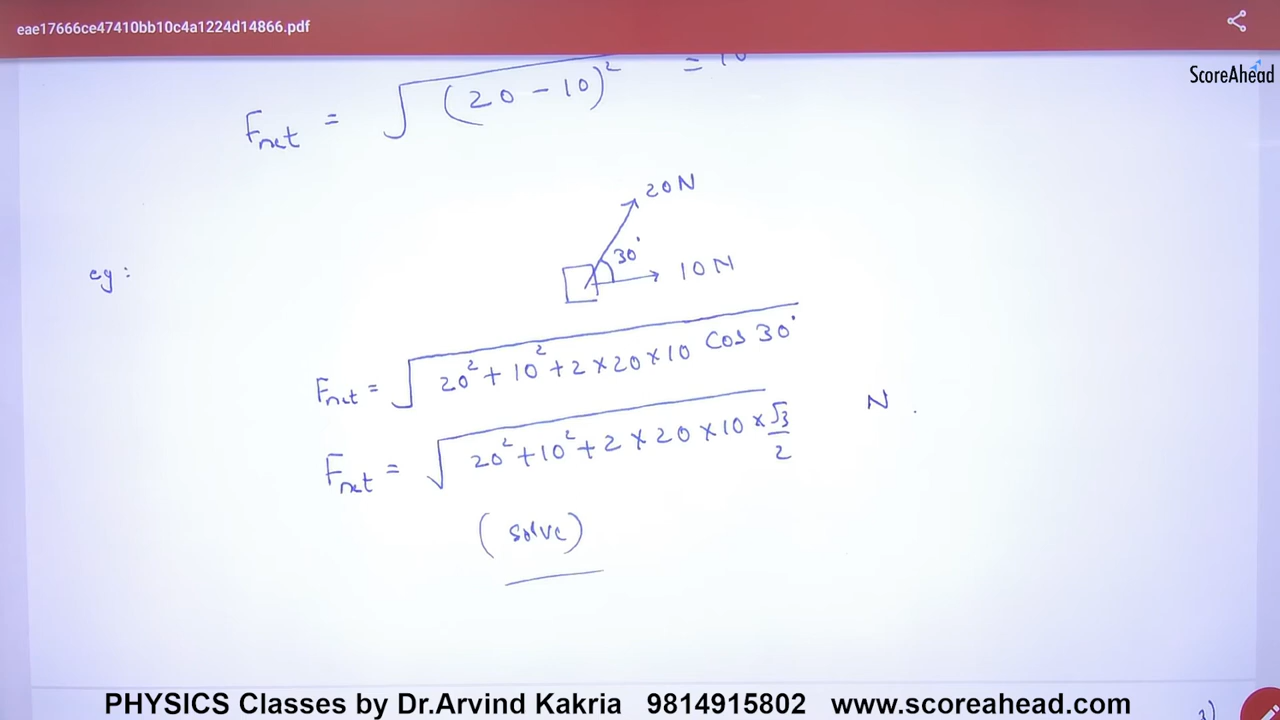 eae17666ce47410bb10c4a1224d14866.pdf
ScoreAhead
Fnet = √(20 - 10)² = 10
20N
30°
10N
eg:
Fnet = √20² + 10² + 2 × 20 × 10 Cos 30°
Fnet = √20² + 10² + 2 × 20 × 10 × √3/2 N.
(solve)
PHYSICS Classes by Dr.Arvind Kakria 9814915802 www.scoreahead.com